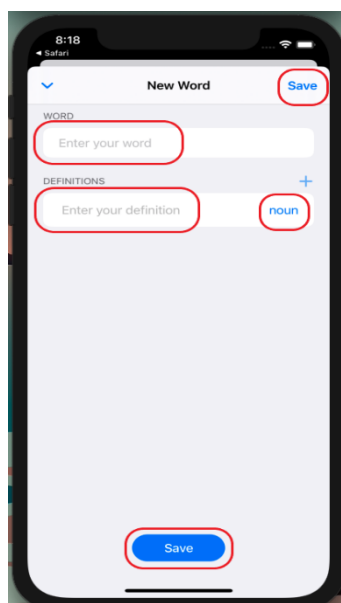 8:18
Safari
New Word Save
WORD
Enter your word
DEFINITIONS
Enter your definition noun
Save